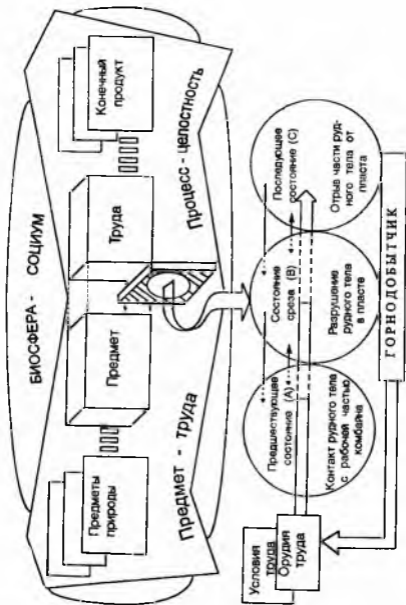 БИОСФЕРА - СОЦИУМ
Предметы
природы
Предмет
Труда
Конечный
продукт
Предмет - труда
Процесс - целостность
Предшествующее
состояние (А)
Контакт рудного тела
с рабочей частью
комбайна
Состояние
среза (В)
Разрушение
рудного тела
в пласте
Последующее
состояние (С)
Отрыв части руд-
ного тела от
пласта
Условия
труда
Орудия
труда
ГОРНОДОБЫТЧИК